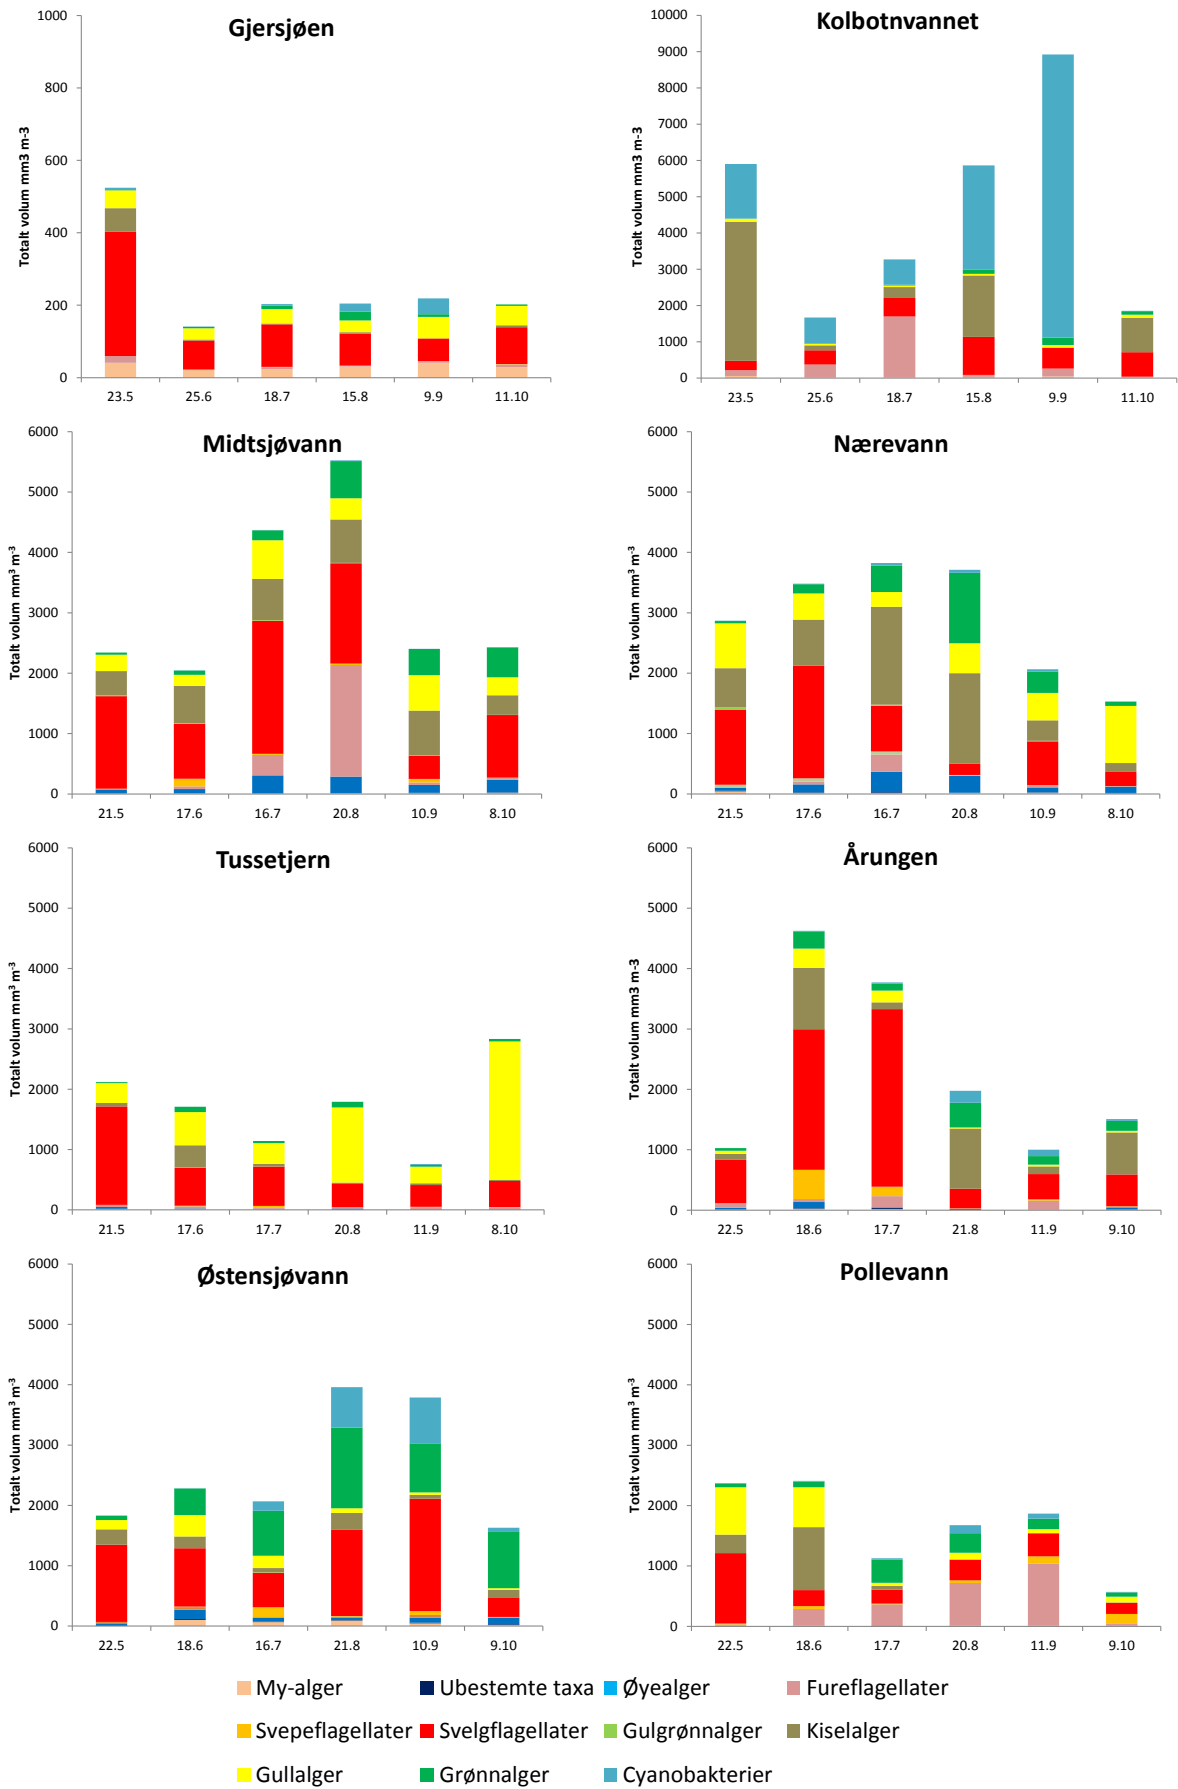 Gjersjøen
Totalt volum mm3 m-3
1000
800
600
400
200
0
23.5 25.6 18.7 15.8 9.9 11.10
Kolbotnvannet
Totalt volum mm3 m-3
10000
9000
8000
7000
6000
5000
4000
3000
2000
1000
0
23.5 25.6 18.7 15.8 9.9 11.10
Midtsjøvann
Totalt volum mm³ m⁻³
6000
5000
4000
3000
2000
1000
0
21.5 17.6 16.7 20.8 10.9 8.10
Nærevann
Totalt volum mm³ m⁻³
6000
5000
4000
3000
2000
1000
0
21.5 17.6 16.7 20.8 10.9 8.10
Tussetjern
Totalt volum mm³ m⁻³
6000
5000
4000
3000
2000
1000
0
21.5 17.6 17.7 20.8 11.9 8.10
Årungen
Totalt volum mm3 m-3
6000
5000
4000
3000
2000
1000
0
22.5 18.6 17.7 21.8 11.9 9.10
Østensjøvann
Totalt volum mm³ m⁻³
6000
5000
4000
3000
2000
1000
0
22.5 18.6 16.7 21.8 10.9 9.10
Pollevann
Totalt volum mm³ m⁻³
6000
5000
4000
3000
2000
1000
0
22.5 18.6 17.7 20.8 11.9 9.10
My-alger Ubestemte taxa Øyealger Fureflagellater
Svepeflagellater Svelgflagellater Gulgrønnalger Kiselalger
Gullalger Grønnalger Cyanobakterier